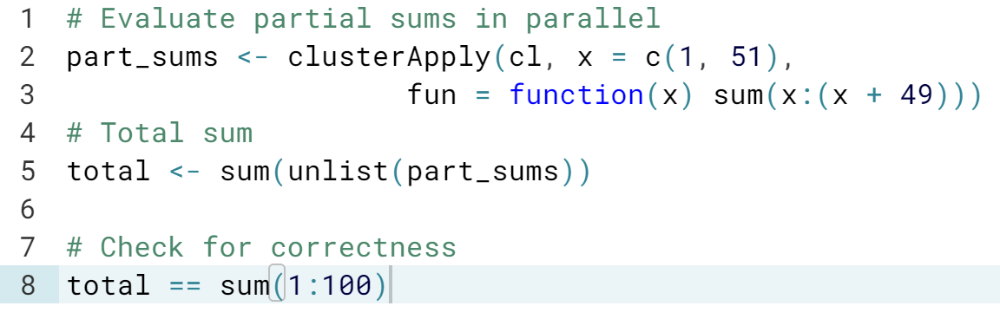 1 # Evaluate partial sums in parallel
2 part_sums <- clusterApply(cl, x = c(1, 51),
3                     fun = function(x) sum(x:(x + 49)))
4 # Total sum
5 total <- sum(unlist(part_sums))
6
7 # Check for correctness
8 total == sum(1:100)